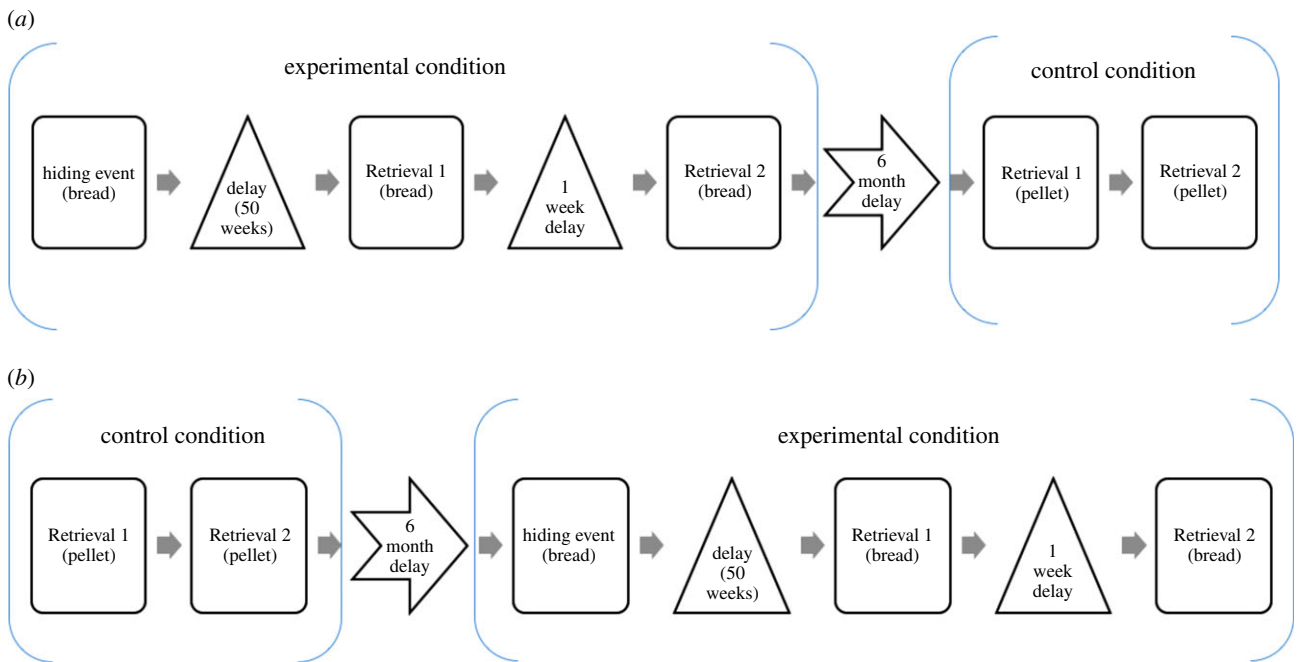 (a)
experimental condition
control condition
hiding event
(bread)
delay
(50
weeks)
Retrieval 1
(bread)
1
week
delay
Retrieval 2
(bread)
6
month
delay
Retrieval 1
(pellet)
Retrieval 2
(pellet)
(b)
control condition
experimental condition
Retrieval 1
(pellet)
Retrieval 2
(pellet)
6
month
delay
hiding event
(bread)
delay
(50
weeks)
Retrieval 1
(bread)
1
week
delay
Retrieval 2
(bread)